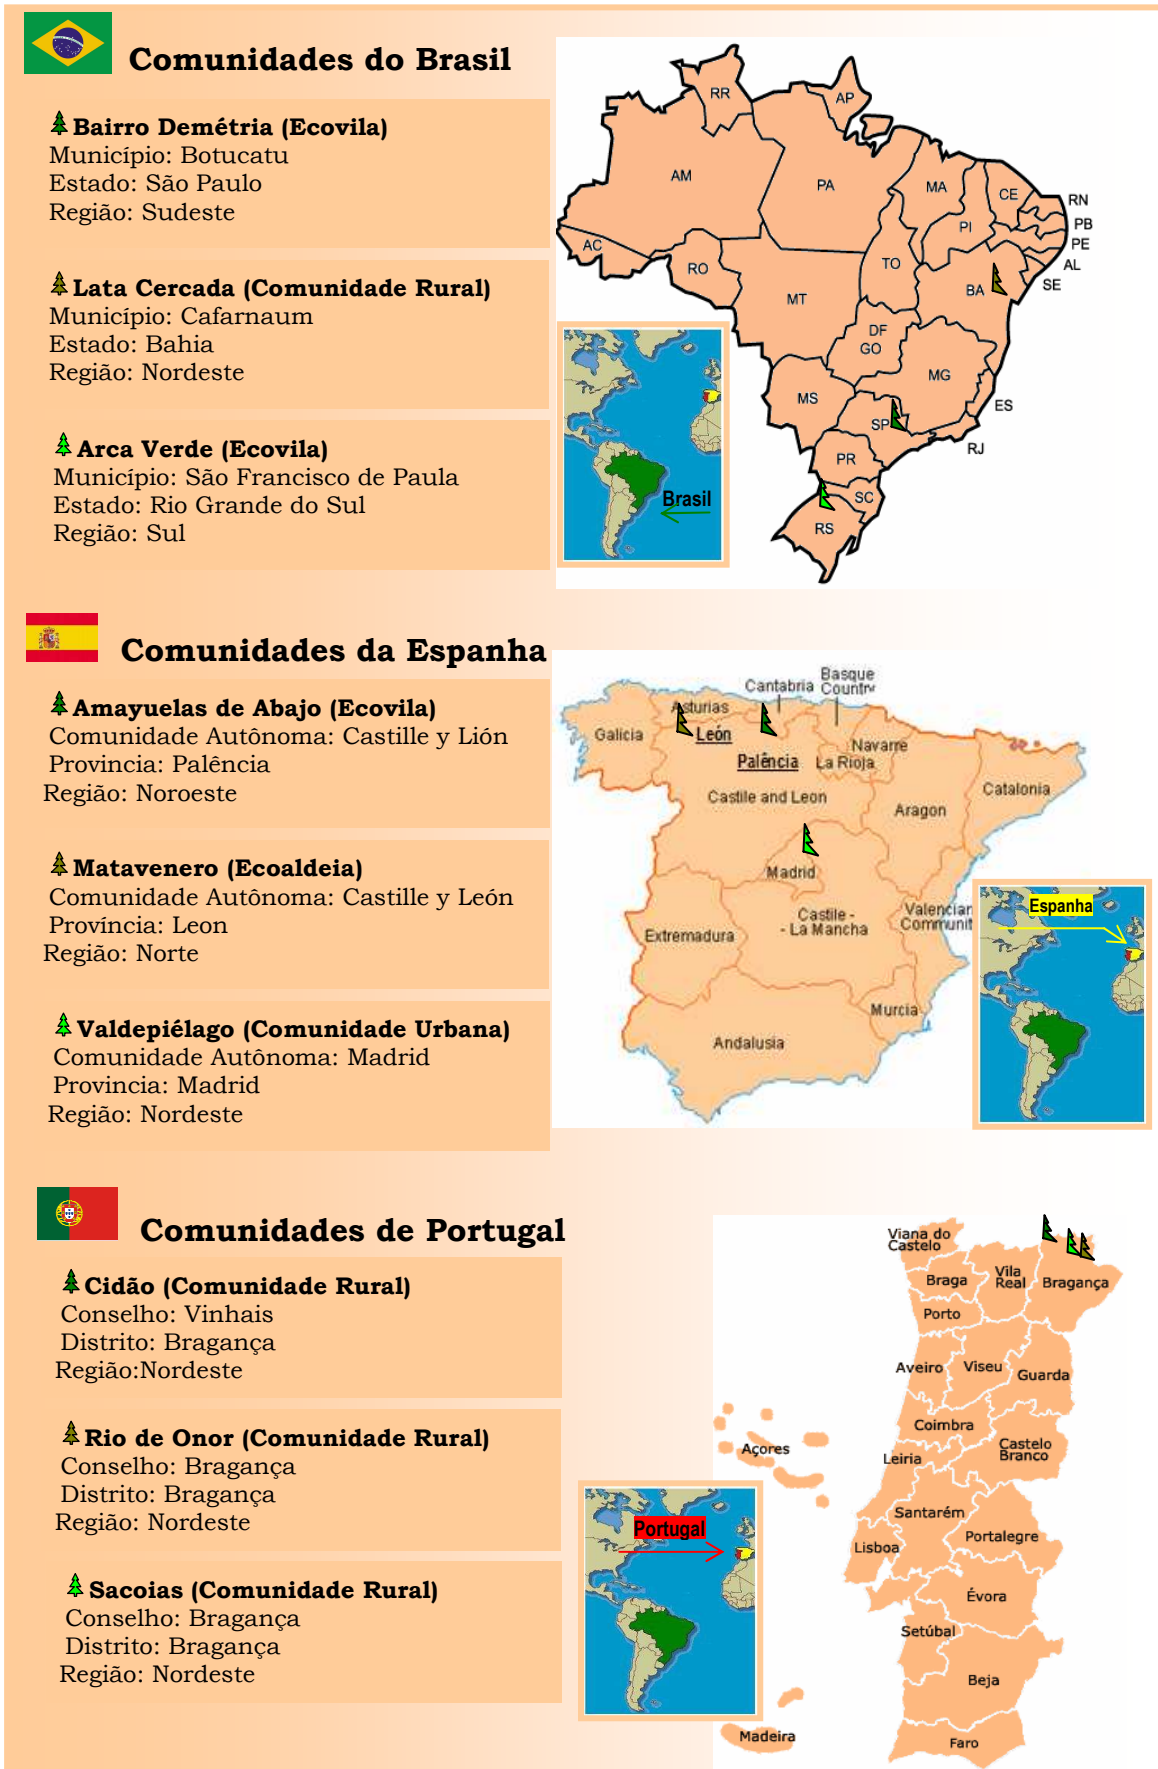 Comunidades do Brasil
Bairro Demétria (Ecovila)
Município: Botucatu
Estado: São Paulo
Região: Sudeste
Lata Cercada (Comunidade Rural)
Município: Cafarnaum
Estado: Bahia
Região: Nordeste
Arca Verde (Ecovila)
Município: São Francisco de Paula
Estado: Rio Grande do Sul
Região: Sul
RR
AP
AM
PA
MA
CE
RN
PB
PE
AL
SE
PI
AC
RO
TO
BA
MT
DF
GO
MG
MS
ES
SP
RJ
PR
SC
RS
Brasil
Comunidades da Espanha
Amayuelas de Abajo (Ecovila)
Comunidade Autônoma: Castille y Lión
Provincia: Palência
Região: Noroeste
Matavenero (Ecoaldeia)
Comunidade Autônoma: Castille y León
Província: Leon
Região: Norte
Valdepiélago (Comunidade Urbana)
Comunidade Autônoma: Madrid
Provincia: Madrid
Região: Nordeste
Basque
Country
Cantabria
Asturias
Galicia
León
Navarre
Palência
La Rioja
Catalonia
Castile and Leon
Aragon
Madrid
Castile -
- La Mancha
Valencian
Communit
Extremadura
Murcia
Andalusia
Espanha
Comunidades de Portugal
Cidão (Comunidade Rural)
Conselho: Vinhais
Distrito: Bragança
Região:Nordeste
Rio de Onor (Comunidade Rural)
Conselho: Bragança
Distrito: Bragança
Região: Nordeste
Sacoias (Comunidade Rural)
Conselho: Bragança
Distrito: Bragança
Região: Nordeste
Viana do
Castelo
Braga
Vila
Real
Bragança
Porto
Aveiro
Viseu
Guarda
Coimbra
Açores
Castelo
Branco
Leiria
Santarém
Portalegre
Lisboa
Évora
Setúbal
Beja
Madeira
Faro
Portugal